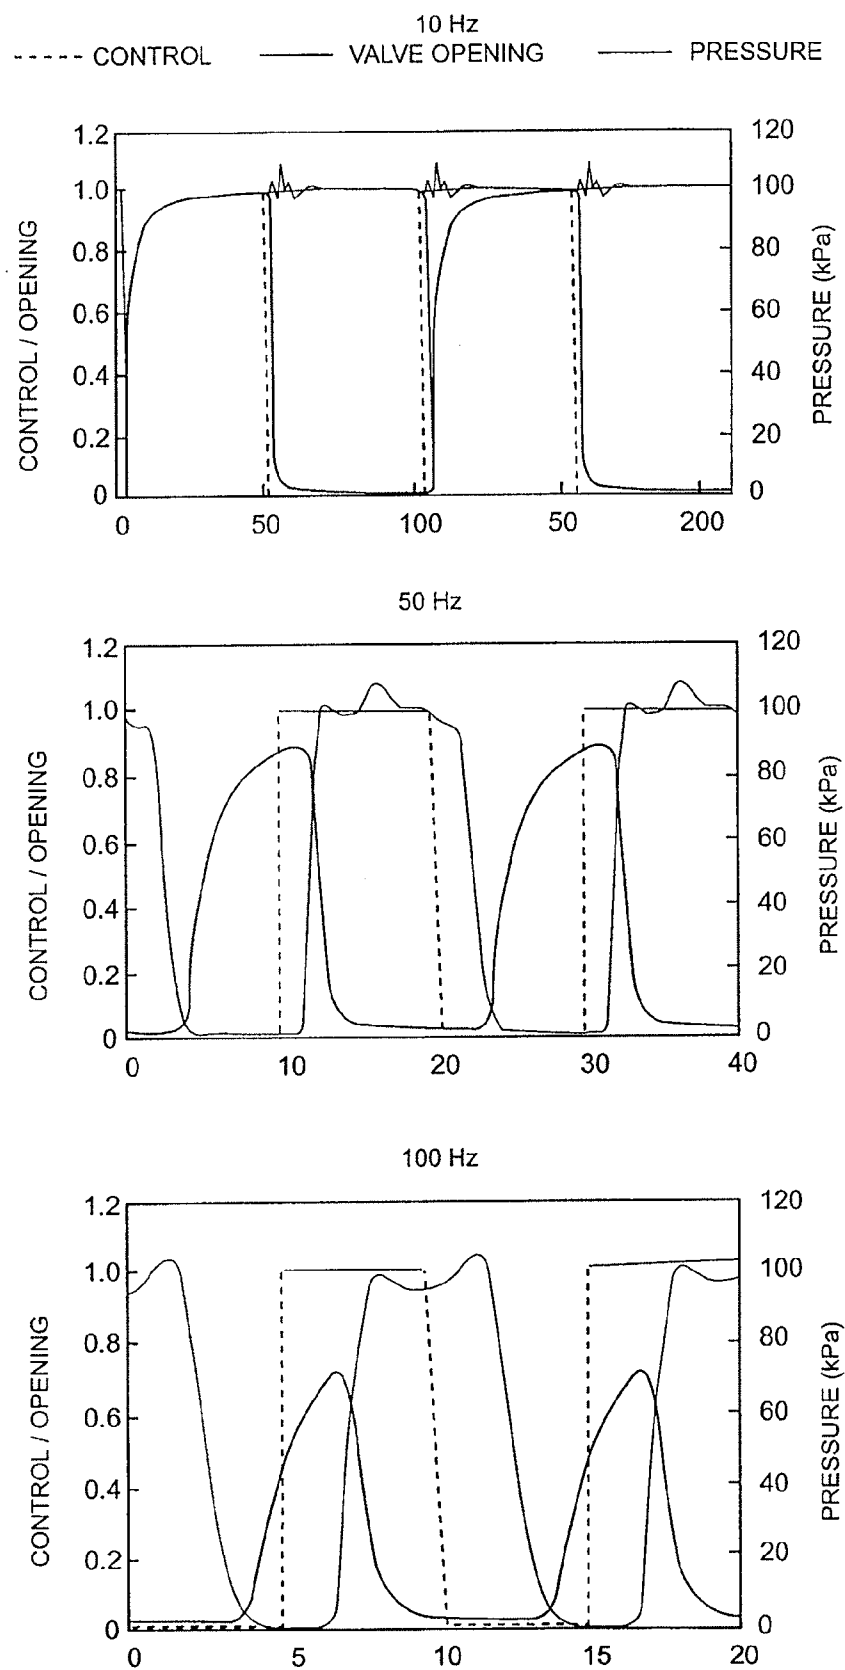 10 Hz
CONTROL VALVE OPENING PRESSURE
1.2 120
1.0 100
0.8 80
0.6 60
0.4 40
0.2 20
0 0
CONTROL / OPENING
PRESSURE (kPa)
0 50 100 50 200
50 Hz
1.2 120
1.0 100
0.8 80
0.6 60
0.4 40
0.2 20
0 0
CONTROL / OPENING
PRESSURE (kPa)
0 10 20 30 40
100 Hz
1.2 120
1.0 100
0.8 80
0.6 60
0.4 40
0.2 20
0 0
CONTROL / OPENING
PRESSURE (kPa)
0 5 10 15 20